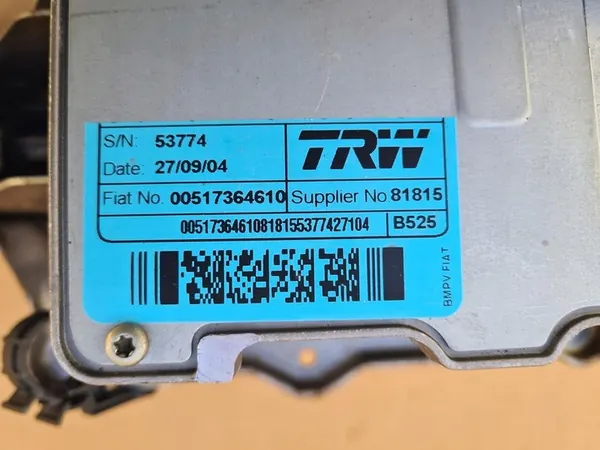 S/N: 53774
TRW
Date: 27/09/04
Fiat No. 00517364610 Supplier No 81815
00517364610818155377427104 B525
BMPV FIAT